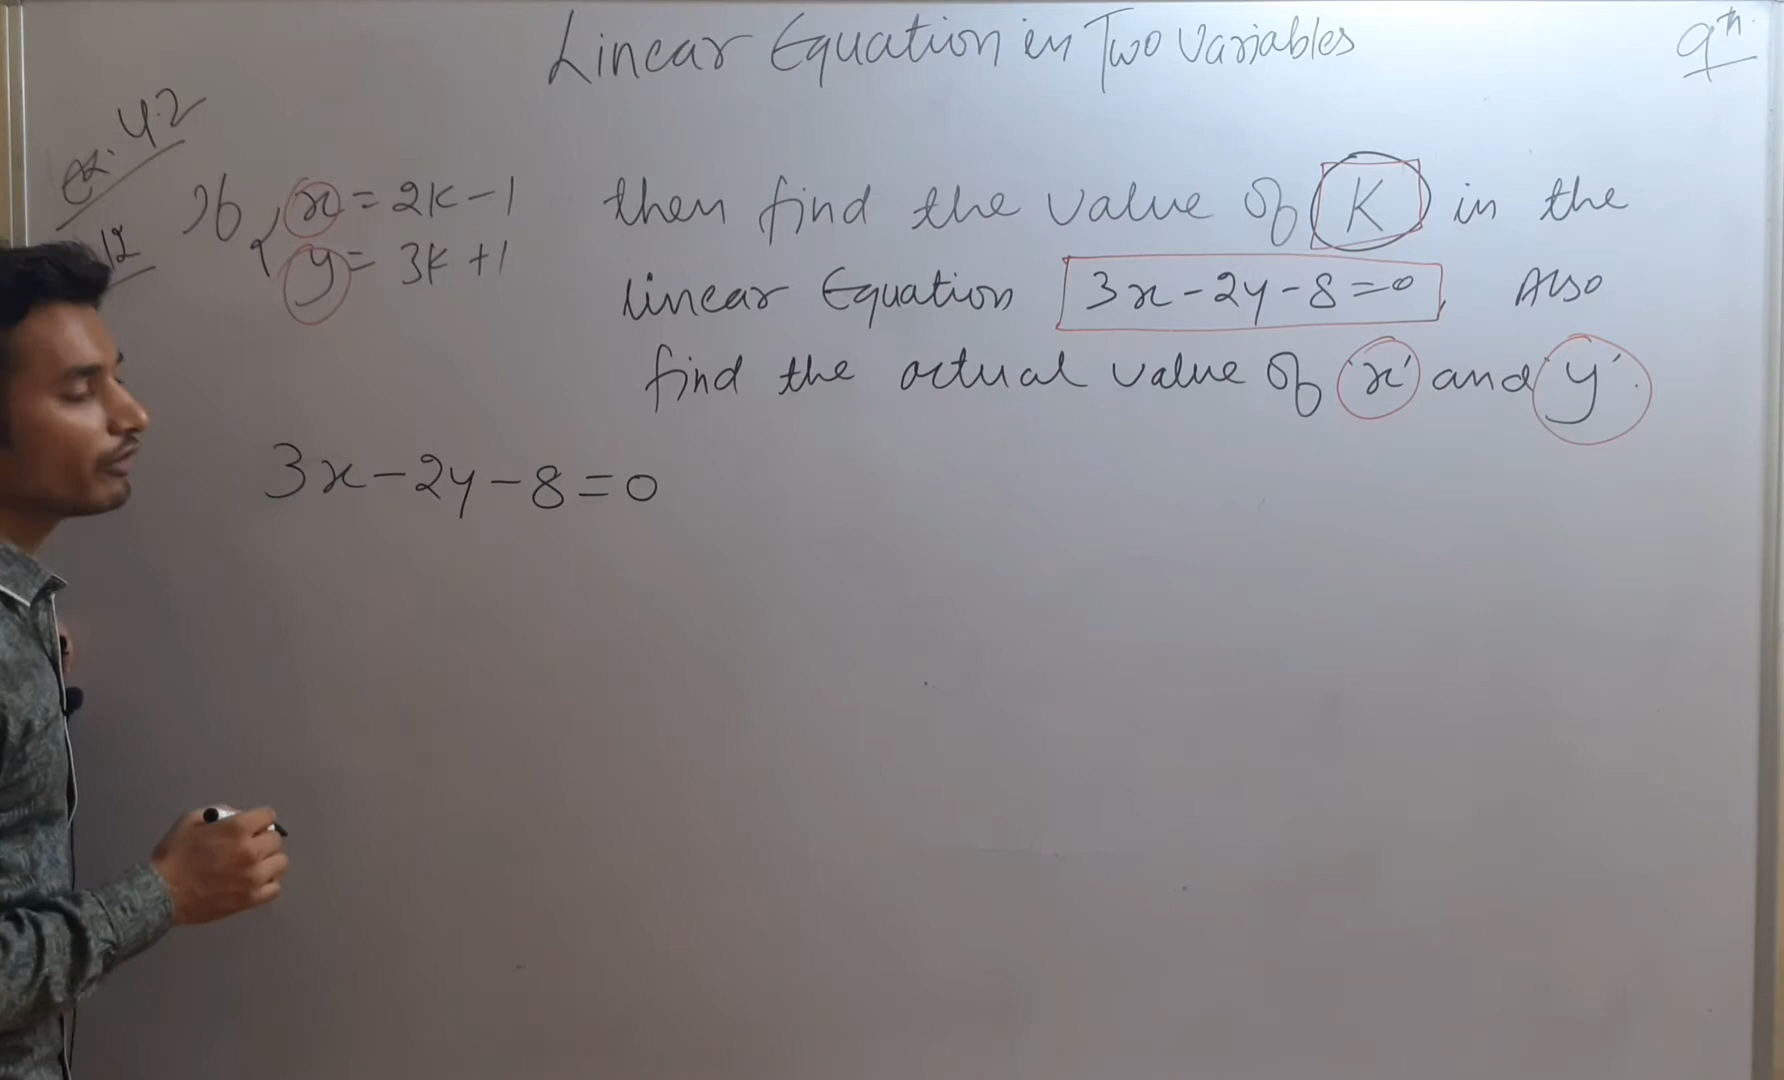 Linear Equation in Two Variables
9th
ex. 4.2
12
If, x = 2k - 1 then find the value of K in the
y = 3k + 1
linear Equation 3x - 2y - 8 = 0, Also
find the actual value of 'x' and 'y'.
3x - 2y - 8 = 0